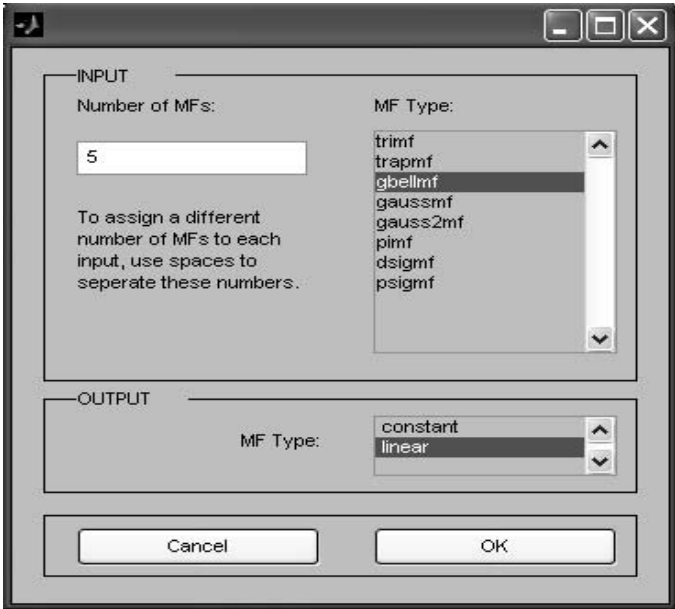 INPUT
Number of MFs:
5
To assign a different
number of MFs to each
input, use spaces to
seperate these numbers.
MF Type:
trimf
trapmf
gbellmf
gaussmf
gauss2mf
pimf
dsigmf
psigmf
OUTPUT
MF Type:
constant
linear
Cancel
OK